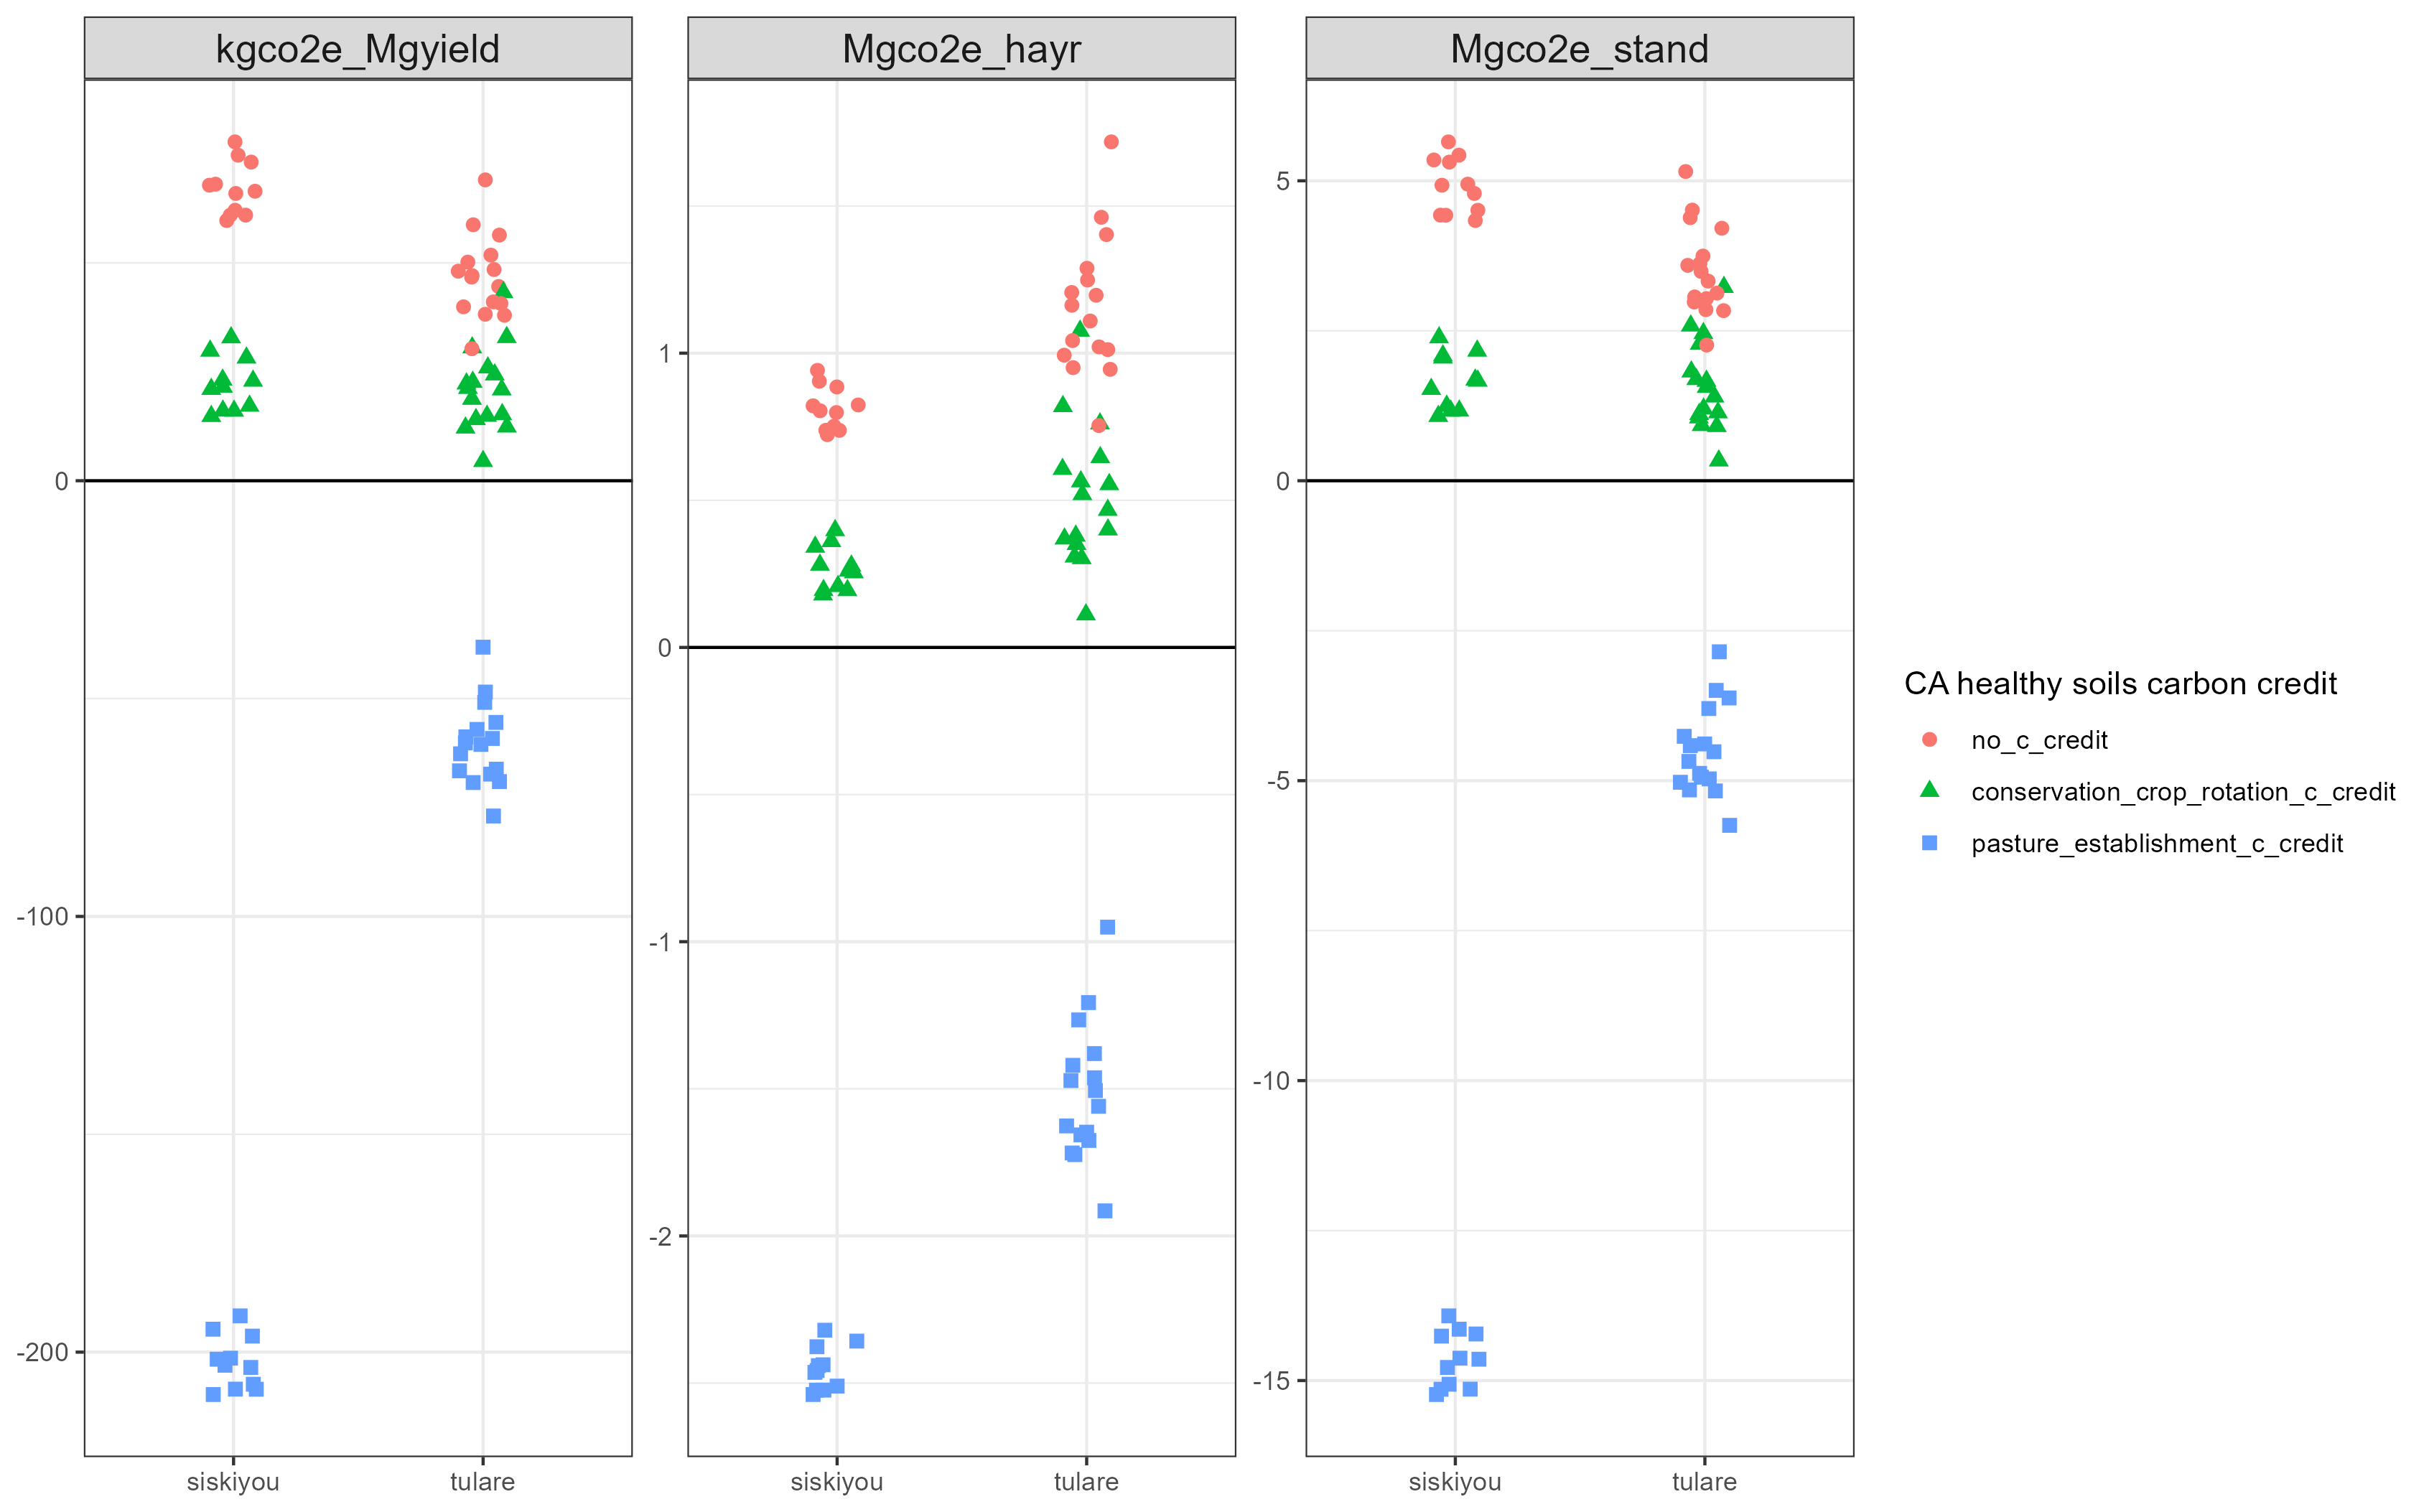 kgco2e_Mgyield
Mgco2e_hayr
Mgco2e_stand
0
-100
-200
1
0
-1
-2
5
0
-5
-10
-15
siskiyou
tulare
siskiyou
tulare
siskiyou
tulare
CA healthy soils carbon credit
no_c_credit
conservation_crop_rotation_c_credit
pasture_establishment_c_credit